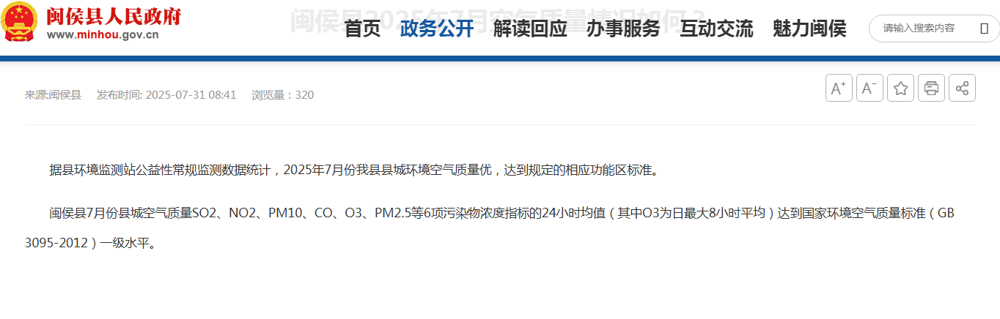 闽侯县人民政府
www.minhou.gov.cn
闽侯县2025年7月空气质量情况如何？
首页 政务公开 解读回应 办事服务 互动交流 魅力闽侯
请输入搜索内容
来源:闽侯县 发布时间: 2025-07-31 08:41 浏览量：320
A+ A-
据县环境监测站公益性常规监测数据统计，2025年7月份我县县城环境空气质量优，达到规定的相应功能区标准。
闽侯县7月份县城空气质量SO2、NO2、PM10、CO、O3、PM2.5等6项污染物浓度指标的24小时均值（其中O3为日最大8小时平均）达到国家环境空气质量标准（GB
3095-2012）一级水平。